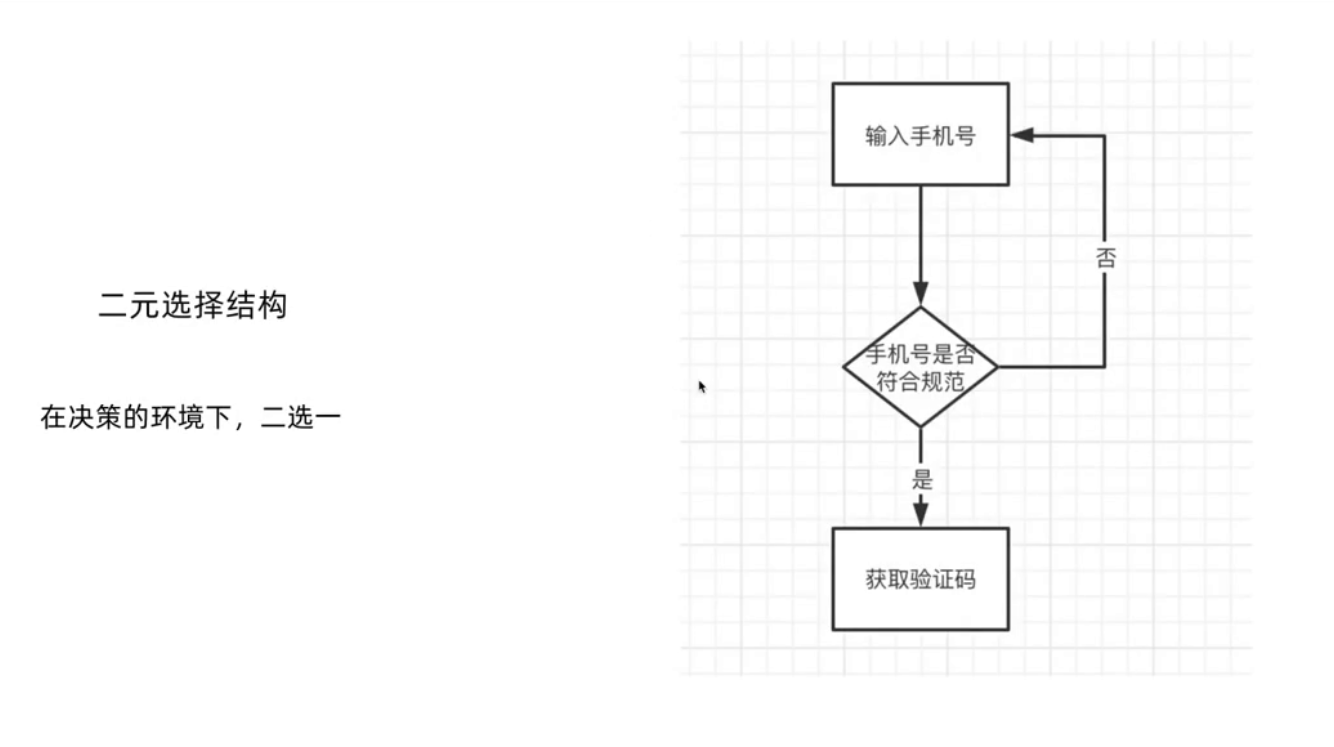 二元选择结构
在决策的环境下，二选一
输入手机号
否
手机号是否
符合规范
是
获取验证码